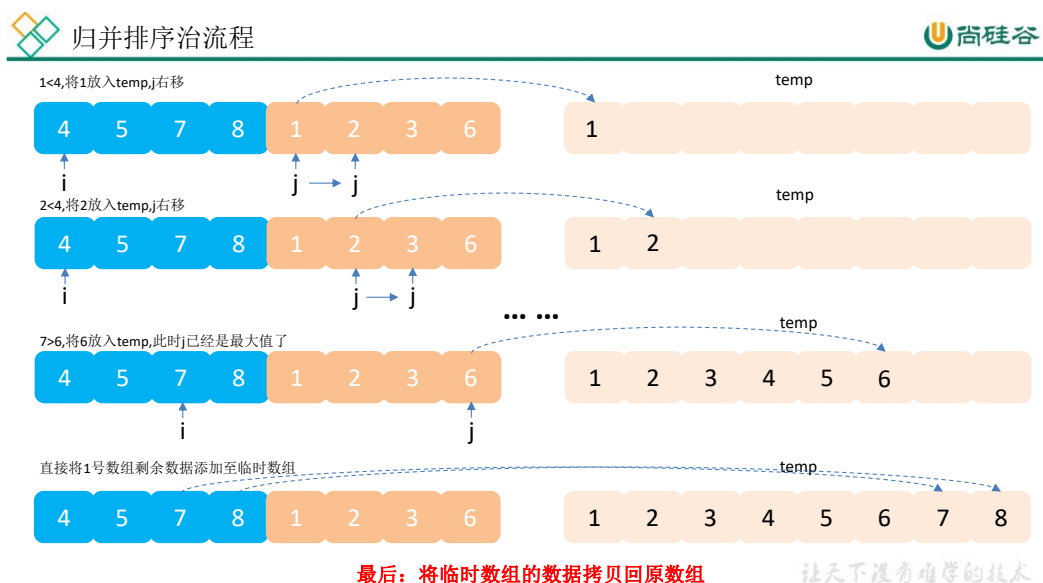 归并排序治流程
尚硅谷
1<4,将1放入temp,j右移
temp
4 5 7 8 1 2 3 6
1
i j j
2<4,将2放入temp,j右移
temp
4 5 7 8 1 2 3 6
1 2
i j j
... ...
7>6,将6放入temp,此时j已经是最大值了
temp
4 5 7 8 1 2 3 6
1 2 3 4 5 6
i j
直接将1号数组剩余数据添加至临时数组
temp
4 5 7 8 1 2 3 6
1 2 3 4 5 6 7 8
最后：将临时数组的数据拷贝回原数组
让天下没有难学的技术